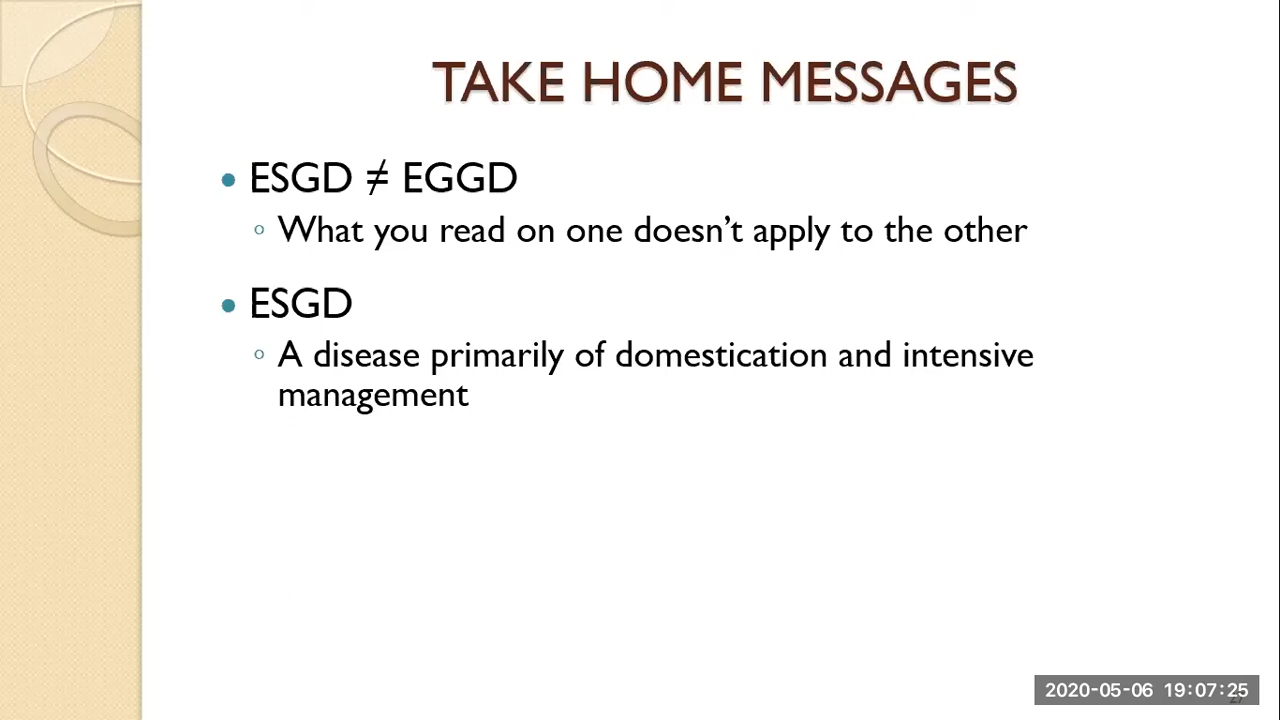 TAKE HOME MESSAGES
• ESGD ≠ EGGD
◦ What you read on one doesn’t apply to the other
• ESGD
◦ A disease primarily of domestication and intensive
management
2020-05-06 19:07:25